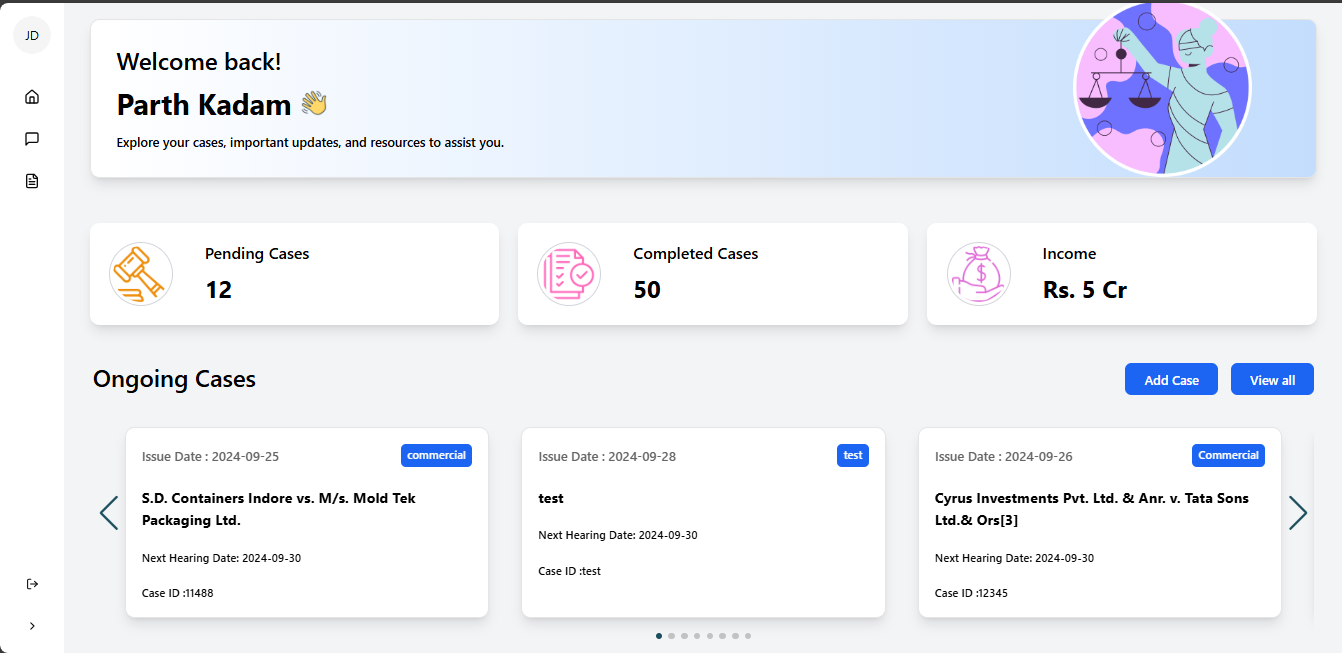 JD
Welcome back!
Parth Kadam 👋
Explore your cases, important updates, and resources to assist you.
Pending Cases
12
Completed Cases
50
Income
Rs. 5 Cr
Ongoing Cases
Add Case
View all
Issue Date : 2024-09-25
commercial
S.D. Containers Indore vs. M/s. Mold Tek
Packaging Ltd.
Next Hearing Date: 2024-09-30
Case ID :11488
Issue Date : 2024-09-28
test
test
Next Hearing Date: 2024-09-30
Case ID :test
Issue Date : 2024-09-26
Commercial
Cyrus Investments Pvt. Ltd. & Anr. v. Tata Sons
Ltd.& Ors[3]
Next Hearing Date: 2024-09-30
Case ID :12345